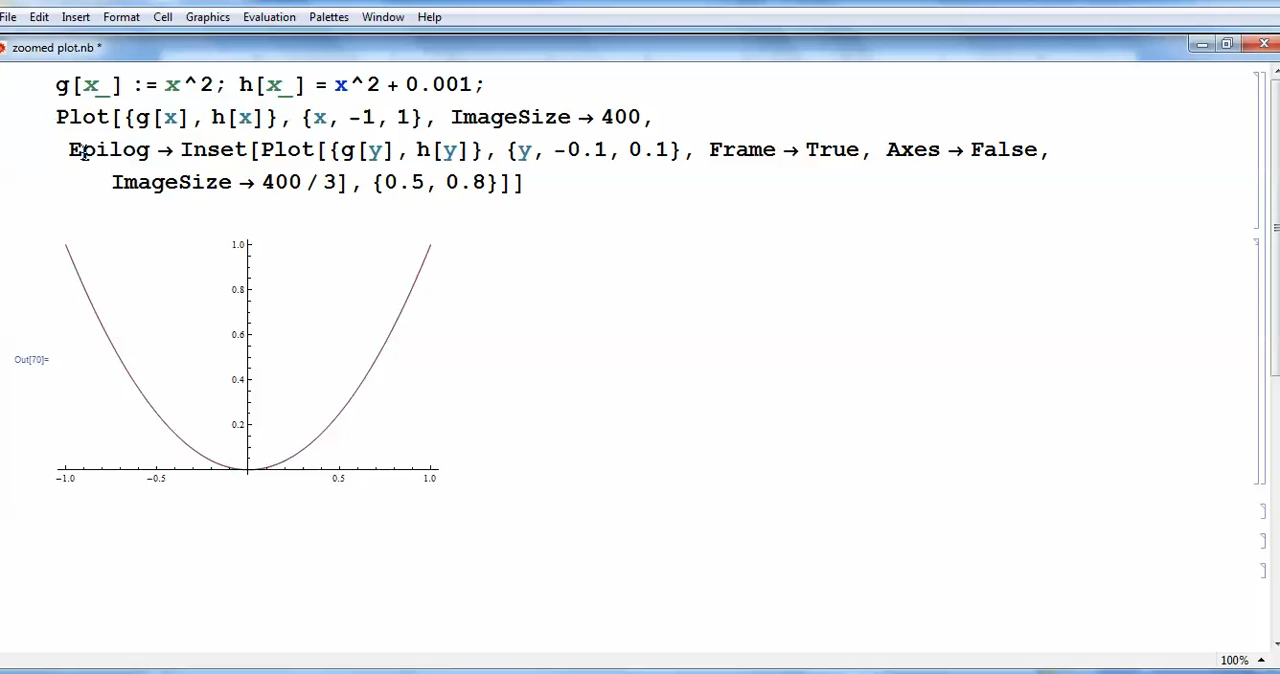 File Edit Insert Format Cell Graphics Evaluation Palettes Window Help
zoomed plot.nb *
g[x_] := x^2; h[x_] = x^2 + 0.001;
Plot[{g[x], h[x]}, {x, -1, 1}, ImageSize → 400,
Epilog → Inset[Plot[{g[y], h[y]}, {y, -0.1, 0.1}, Frame → True, Axes → False,
ImageSize → 400 / 3], {0.5, 0.8}]]
1.0
0.8
0.6
Out[70]=
0.4
0.2
-1.0 -0.5 0.5 1.0
100%